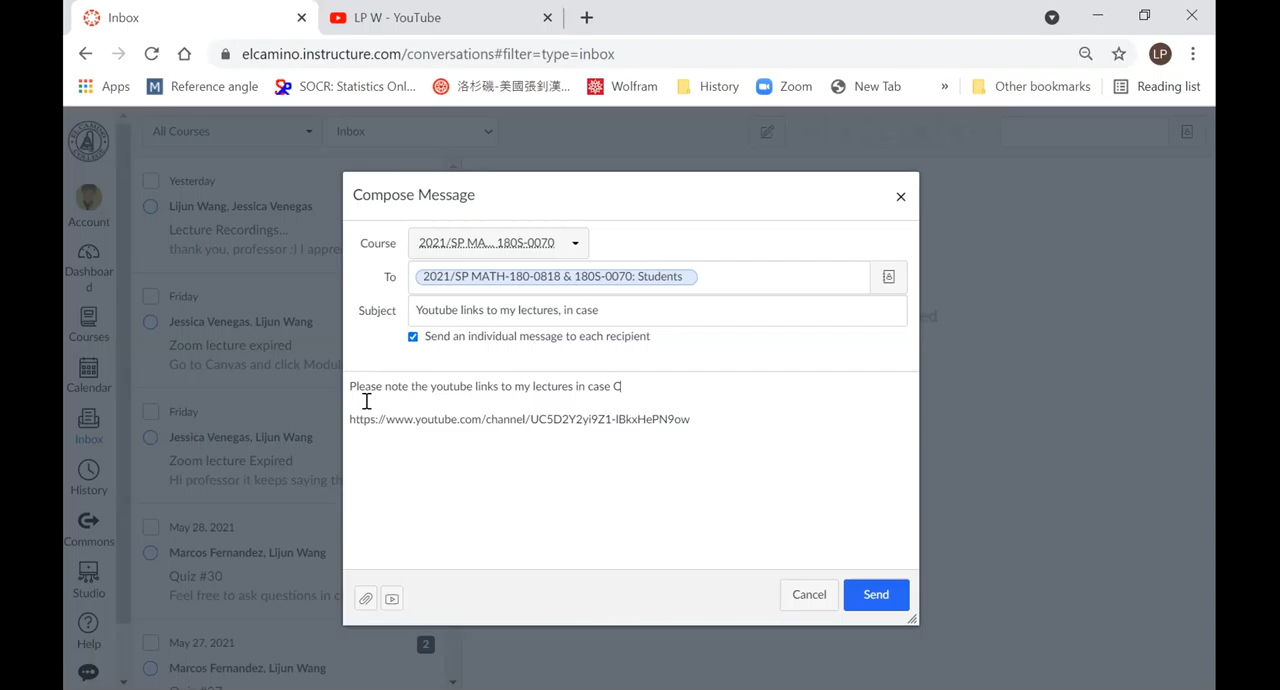 Inbox
LP W - YouTube
elcamino.instructure.com/conversations#filter=type=inbox
LP
Apps
M
Reference angle
SOCR: Statistics Onl...
洛杉磯-美國張釗漢...
Wolfram
History
Zoom
New Tab
»
Other bookmarks
Reading list
All Courses
Inbox
Account
Dashboar
d
Courses
Calendar
Inbox
History
Commons
Studio
Help
Yesterday
Lijun Wang, Jessica Venegas
Lecture Recordings...
thank you, professor :) I appre
Friday
Jessica Venegas, Lijun Wang
Zoom lecture expired
Go to Canvas and click Modul
Friday
Jessica Venegas, Lijun Wang
Zoom lecture Expired
Hi professor it keeps saying th
May 28, 2021
Marcos Fernandez, Lijun Wang
Quiz #30
Feel free to ask questions in c
May 27, 2021
2
Marcos Fernandez, Lijun Wang
Compose Message
Course
2021/SP MA... 180S-0070
To
2021/SP MATH-180-0818 & 180S-0070: Students
Subject
Youtube links to my lectures, in case
Send an individual message to each recipient
Please note the youtube links to my lectures in case C
https://www.youtube.com/channel/UC5D2Y2yi9Z1-lBkxHePN9ow
Cancel
Send